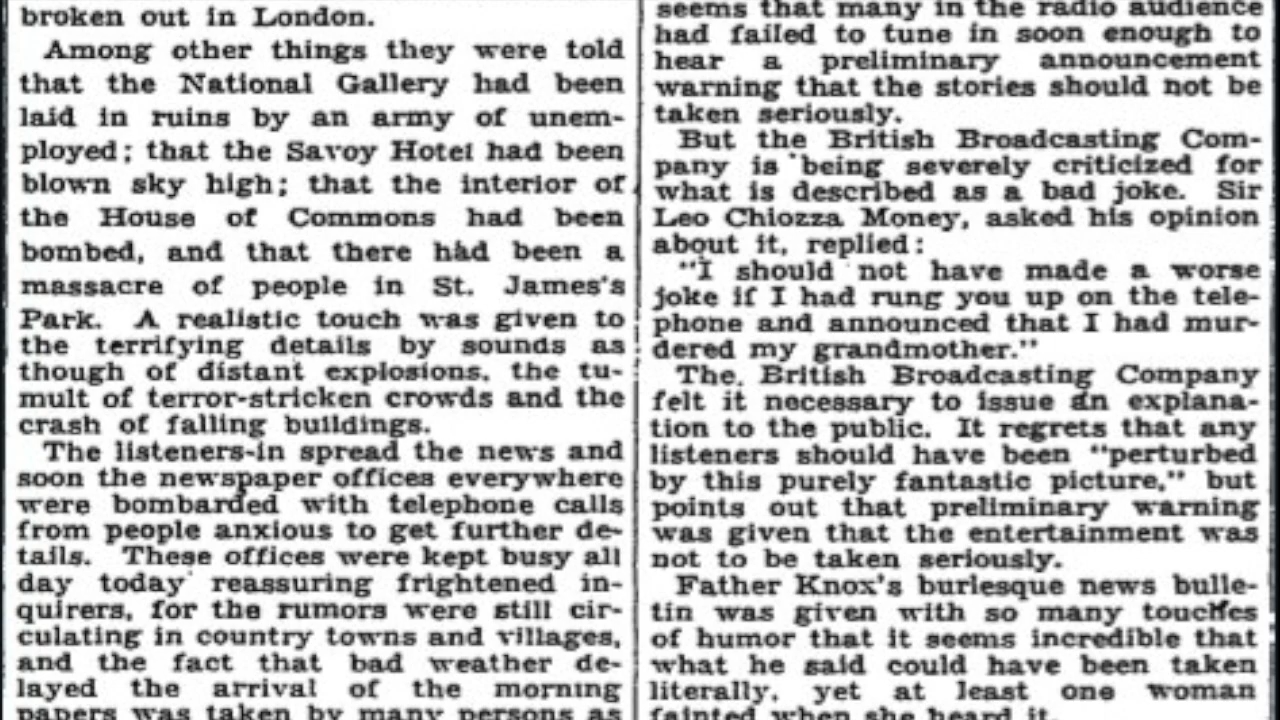 broken out in London.
Among other things they were told
that the National Gallery had been
laid in ruins by an army of unem-
ployed; that the Savoy Hotel had been
blown sky high; that the interior of
the House of Commons had been
bombed, and that there had been a
massacre of people in St. James's
Park. A realistic touch was given to
the terrifying details by sounds as
though of distant explosions, the tu-
mult of terror-stricken crowds and the
crash of falling buildings.
The listeners-in spread the news and
soon the newspaper offices everywhere
were bombarded with telephone calls
from people anxious to get further de-
tails. These offices were kept busy all
day today reassuring frightened in-
quirers, for the rumors were still cir-
culating in country towns and villages,
and the fact that bad weather de-
layed the arrival of the morning
papers was taken by many persons as
seems that many in the radio audience
had failed to tune in soon enough to
hear a preliminary announcement
warning that the stories should not be
taken seriously.
But the British Broadcasting Com-
pany is being severely criticized for
what is described as a bad joke. Sir
Leo Chiozza Money, asked his opinion
about it, replied:
"I should not have made a worse
joke if I had rung you up on the tele-
phone and announced that I had mur-
dered my grandmother."
The British Broadcasting Company
felt it necessary to issue an explana-
tion to the public. It regrets that any
listeners should have been "perturbed
by this purely fantastic picture," but
points out that preliminary warning
was given that the entertainment was
not to be taken seriously.
Father Knox's burlesque news bulle-
tin was given with so many touches
of humor that it seems incredible that
what he said could have been taken
literally, yet at least one woman
fainted when she heard it.